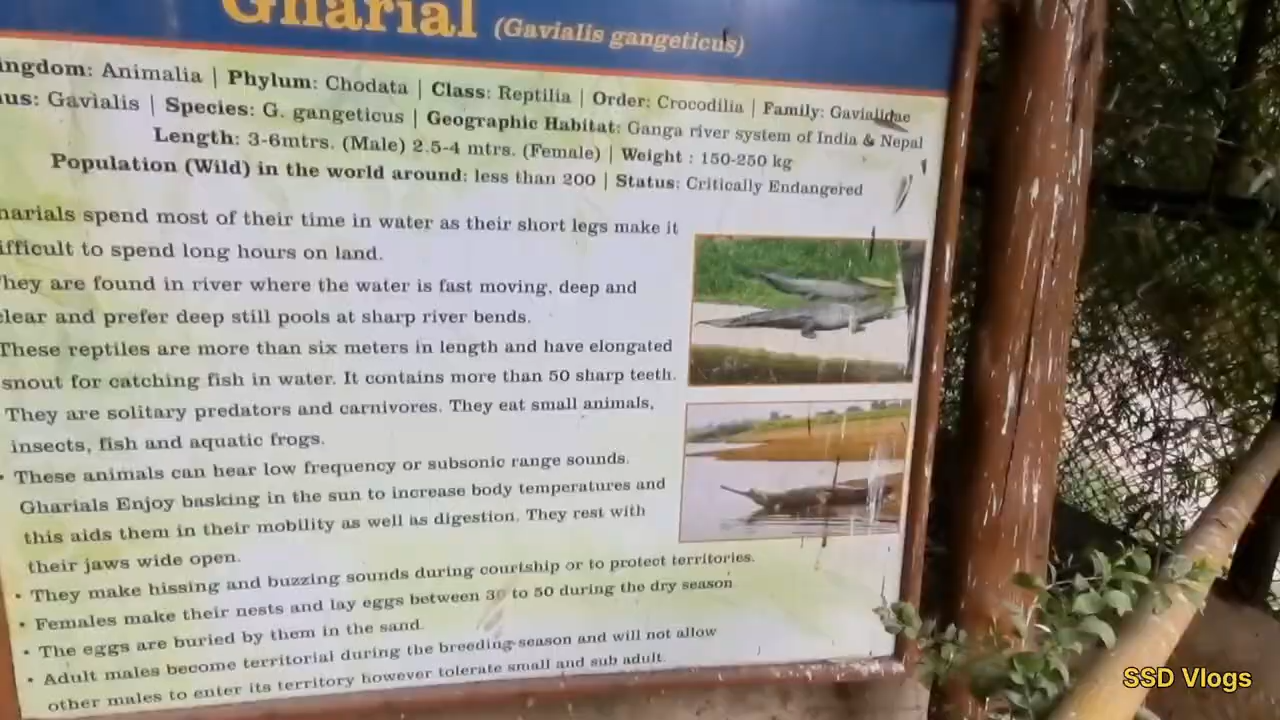 Gharial (Gavialis gangeticus)
ingdom: Animalia | Phylum: Chodata | Class: Reptilia | Order: Crocodilia | Family: Gavialidae
nus: Gavialis | Species: G. gangeticus | Geographic Habitat: Ganga river system of India & Nepal
Length: 3-6mtrs. (Male) 2.5-4 mtrs. (Female) | Weight : 150-250 kg
Population (Wild) in the world around: less than 200 | Status: Critically Endangered
harials spend most of their time in water as their short legs make it
ifficult to spend long hours on land.
They are found in river where the water is fast moving, deep and
clear and prefer deep still pools at sharp river bends.
These reptiles are more than six meters in length and have elongated
snout for catching fish in water. It contains more than 50 sharp teeth.
They are solitary predators and carnivores. They eat small animals,
insects, fish and aquatic frogs.
• These animals can hear low frequency or subsonic range sounds.
Gharials Enjoy basking in the sun to increase body temperatures and
this aids them in their mobility as well as digestion. They rest with
their jaws wide open.
• They make hissing and buzzing sounds during courtship or to protect territories.
• Females make their nests and lay eggs between 30 to 50 during the dry season
• The eggs are buried by them in the sand.
• Adult males become territorial during the breeding season and will not allow
other males to enter its territory however tolerate small and sub adult.
SSD Vlogs